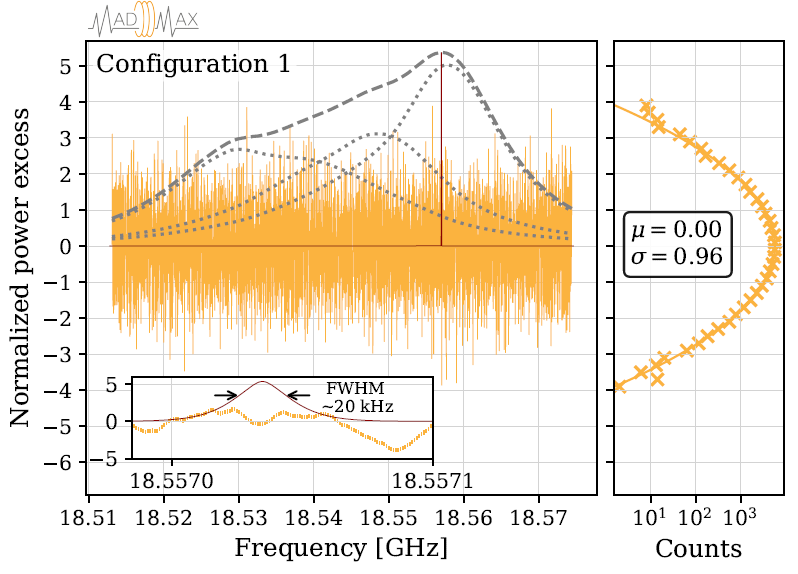 MAD MAX
Configuration 1
Normalized power excess
5
4
3
2
1
0
−1
−2
−3
−4
−5
−6
μ = 0.00
σ = 0.96
5
0
−5
FWHM
~20 kHz
18.5570 18.5571
18.51 18.52 18.53 18.54 18.55 18.56 18.57
10¹ 10² 10³
Frequency [GHz]
Counts